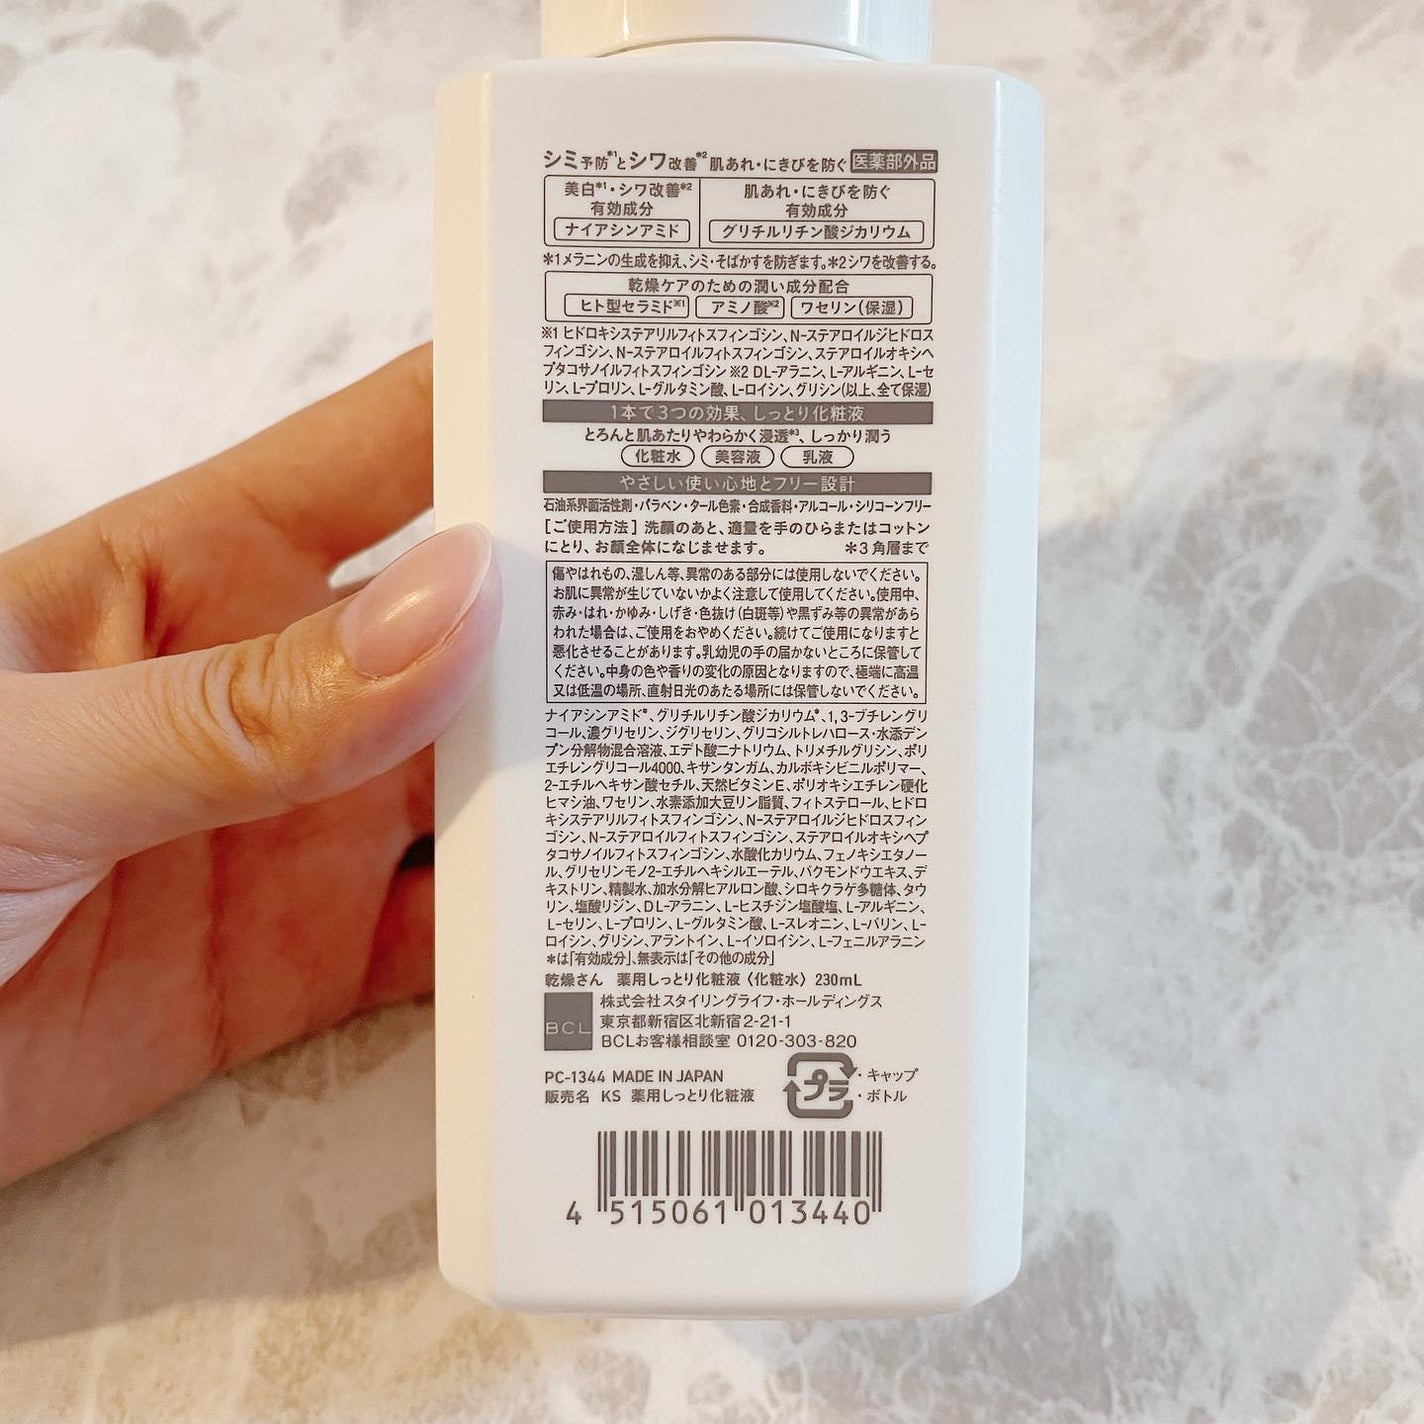 シミ予防*1とシワ改善*2 肌あれ・にきびを防ぐ 医薬部外品
美白*1・シワ改善*2
有効成分
ナイアシンアミド
肌あれ・にきびを防ぐ
有効成分
グリチルリチン酸ジカリウム
*1メラニンの生成を抑え、シミ・そばかすを防ぎます。*2シワを改善する。
乾燥ケアのための潤い成分配合
ヒト型セラミド※1 アミノ酸※2 ワセリン(保湿)
※1 ヒドロキシステアリルフィトスフィンゴシン、N-ステアロイルジヒドロス
フィンゴシン、N-ステアロイルフィトスフィンゴシン、ステアロイルオキシヘ
プタコサノイルフィトスフィンゴシン ※2 DL-アラニン、L-アルギニン、L-セ
リン、L-プロリン、L-グルタミン酸、L-ロイシン、グリシン(以上、全て保湿)
1本で3つの効果、しっとり化粧液
とろんと肌あたりやわらかく浸透*3、しっかり潤う
化粧水 美容液 乳液
やさしい使い心地とフリー設計
石油系界面活性剤・パラベン・タール色素・合成香料・アルコール・シリコーンフリー
[ご使用方法] 洗顔のあと、適量を手のひらまたはコットン
にとり、お顔全体になじませます。 *3 角層まで
傷やはれもの、湿しん等、異常のある部分には使用しないでください。
お肌に異常が生じていないかよく注意して使用してください。使用中、
赤み・はれ・かゆみ・しげき・色抜け(白斑等)や黒ずみ等の異常があら
われた場合は、ご使用をおやめください。続けてご使用になりますと
悪化させることがあります。乳幼児の手の届かないところに保管して
ください。中身の色や香りの変化の原因となりますので、極端に高温
又は低温の場所、直射日光のあたる場所には保管しないでください。
ナイアシンアミド*、グリチルリチン酸ジカリウム*、1,3-ブチレングリ
コール、濃グリセリン、ジグリセリン、グリコシルトレハロース・水添デン
プン分解物混合溶液、エデト酸二ナトリウム、トリメチルグリシン、ポリ
エチレングリコール4000、キサンタンガム、カルボキシビニルポリマー、
2-エチルヘキサン酸セチル、天然ビタミンE、ポリオキシエチレン硬化
ヒマシ油、ワセリン、水素添加大豆リン脂質、フィトステロール、ヒドロ
キシステアリルフィトスフィンゴシン、N-ステアロイルジヒドロスフィン
ゴシン、N-ステアロイルフィトスフィンゴシン、ステアロイルオキシヘプ
タコサノイルフィトスフィンゴシン、水酸化カリウム、フェノキシエタノー
ル、グリセリンモノ2-エチルヘキシルエーテル、バクモンドウエキス、デ
キストリン、精製水、加水分解ヒアルロン酸、シロキクラゲ多糖体、タウ
リン、塩酸リジン、DL-アラニン、L-ヒスチジン塩酸塩、L-アルギニン、
L-セリン、L-プロリン、L-グルタミン酸、L-スレオニン、L-バリン、L-
ロイシン、グリシン、アラントイン、L-イソロイシン、L-フェニルアラニン
*は「有効成分」、無表示は「その他の成分」
乾燥さん 薬用しっとり化粧液〈化粧水〉 230mL
BCL
株式会社スタイリングライフ・ホールディングス
東京都新宿区北新宿2-21-1
BCLお客様相談室 0120-303-820
PC-1344 MADE IN JAPAN
販売名 KS 薬用しっとり化粧液
プラ
・キャップ
・ボトル
4 515061 013440